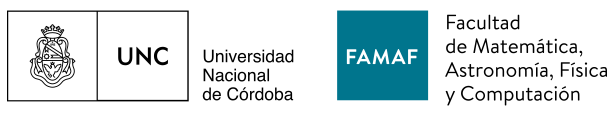 UNC
Universidad
Nacional
de Córdoba
FAMAF
Facultad
de Matemática,
Astronomía, Física
y Computación